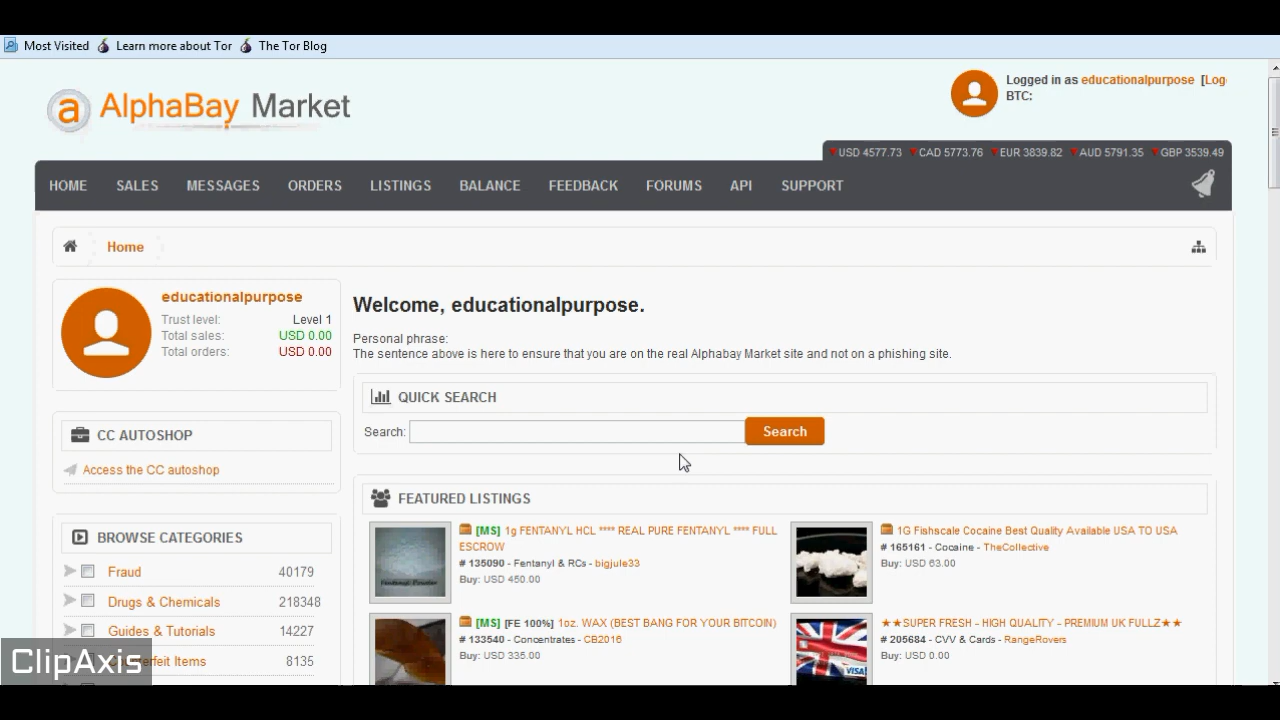 Most Visited Learn more about Tor The Tor Blog
a AlphaBay Market
Logged in as educationalpurpose [Log
BTC:
USD 4577.73 CAD 5773.76 EUR 3839.82 AUD 5791.35 GBP 3539.49
HOME SALES MESSAGES ORDERS LISTINGS BALANCE FEEDBACK FORUMS API SUPPORT
Home
educationalpurpose
Trust level: Level 1
Total sales: USD 0.00
Total orders: USD 0.00
CC AUTOSHOP
Access the CC autoshop
BROWSE CATEGORIES
Fraud 40179
Drugs & Chemicals 218348
Guides & Tutorials 14227
Counterfeit Items 8135
Welcome, educationalpurpose.
Personal phrase:
The sentence above is here to ensure that you are on the real Alphabay Market site and not on a phishing site.
QUICK SEARCH
Search: Search
FEATURED LISTINGS
[MS] 1g FENTANYL HCL **** REAL PURE FENTANYL **** FULL
ESCROW
# 135090 - Fentanyl & RCs - bigjule33
Buy: USD 450.00
1G Fishscale Cocaine Best Quality Available USA TO USA
# 165161 - Cocaine - TheCollective
Buy: USD 63.00
[MS] [FE 100%] 1oz. WAX (BEST BANG FOR YOUR BITCOIN)
# 133540 - Concentrates - CB2016
Buy: USD 335.00
★★SUPER FRESH - HIGH QUALITY - PREMIUM UK FULLZ★★
# 205684 - CVV & Cards - RangeRovers
Buy: USD 0.00
VISA
ClipAxis